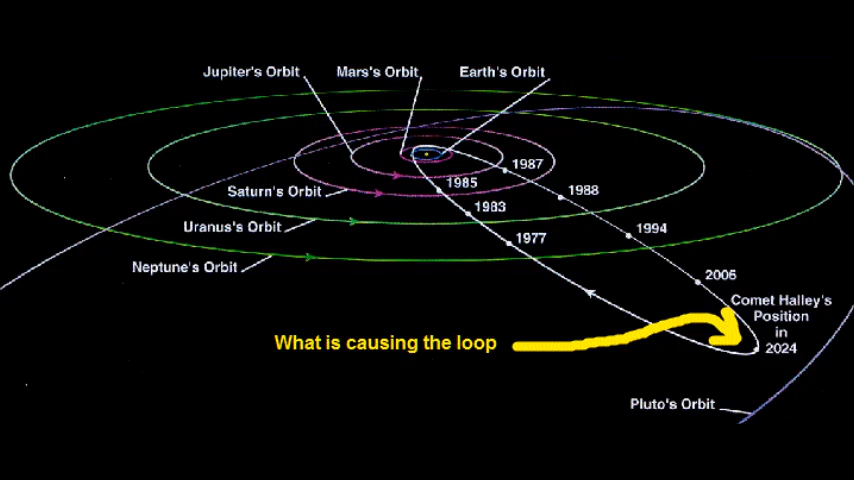 Jupiter's Orbit
Mars's Orbit
Earth's Orbit
1987
1985
Saturn's Orbit
1988
1983
Uranus's Orbit
1994
1977
Neptune's Orbit
2005
Comet Halley's
Position
in
2024
What is causing the loop
Pluto's Orbit